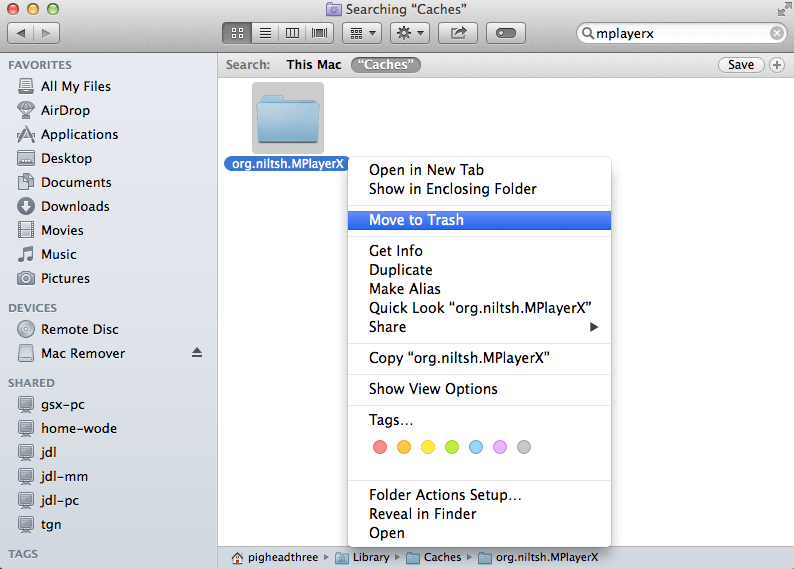 Searching “Caches”
mplayerx
FAVORITES
All My Files
AirDrop
Applications
Desktop
Documents
Downloads
Movies
Music
Pictures
DEVICES
Remote Disc
Mac Remover
SHARED
gsx-pc
home-wode
jdl
jdl-mm
jdl-pc
tgn
TAGS
Search: This Mac “Caches” Save
org.niltsh.MPlayerX
Open in New Tab
Show in Enclosing Folder
Move to Trash
Get Info
Duplicate
Make Alias
Quick Look “org.niltsh.MPlayerX”
Share
Copy “org.niltsh.MPlayerX”
Show View Options
Tags…
Folder Actions Setup…
Reveal in Finder
Open
pigheadthree Library Caches org.niltsh.MPlayerX